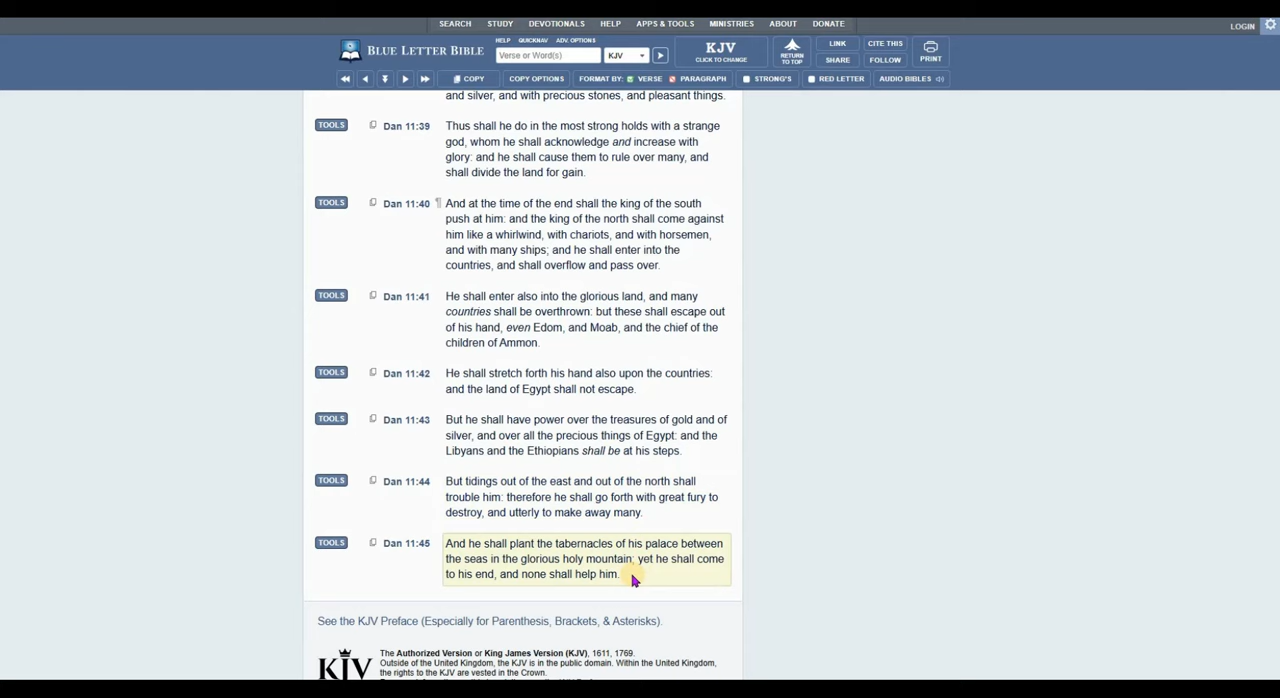 SEARCH STUDY DEVOTIONALS HELP APPS & TOOLS MINISTRIES ABOUT DONATE
LOGIN
BLUE LETTER BIBLE
HELP QUICKNAV ADV. OPTIONS
Verse or Word(s) KJV
KJV
CLICK TO CHANGE
RETURN
TO TOP
LINK CITE THIS
SHARE FOLLOW
PRINT
COPY COPY OPTIONS FORMAT BY: VERSE PARAGRAPH STRONG'S RED LETTER AUDIO BIBLES
and silver, and with precious stones, and pleasant things.
TOOLS Dan 11:39 Thus shall he do in the most strong holds with a strange
god, whom he shall acknowledge and increase with
glory: and he shall cause them to rule over many, and
shall divide the land for gain.
TOOLS Dan 11:40 ¶ And at the time of the end shall the king of the south
push at him: and the king of the north shall come against
him like a whirlwind, with chariots, and with horsemen,
and with many ships; and he shall enter into the
countries, and shall overflow and pass over.
TOOLS Dan 11:41 He shall enter also into the glorious land, and many
countries shall be overthrown: but these shall escape out
of his hand, even Edom, and Moab, and the chief of the
children of Ammon.
TOOLS Dan 11:42 He shall stretch forth his hand also upon the countries:
and the land of Egypt shall not escape.
TOOLS Dan 11:43 But he shall have power over the treasures of gold and of
silver, and over all the precious things of Egypt: and the
Libyans and the Ethiopians shall be at his steps.
TOOLS Dan 11:44 But tidings out of the east and out of the north shall
trouble him: therefore he shall go forth with great fury to
destroy, and utterly to make away many.
TOOLS Dan 11:45 And he shall plant the tabernacles of his palace between
the seas in the glorious holy mountain; yet he shall come
to his end, and none shall help him.
See the KJV Preface (Especially for Parenthesis, Brackets, & Asterisks).
KJV
The Authorized Version or King James Version (KJV), 1611, 1769.
Outside of the United Kingdom, the KJV is in the public domain. Within the United Kingdom,
the rights to the KJV are vested in the Crown.